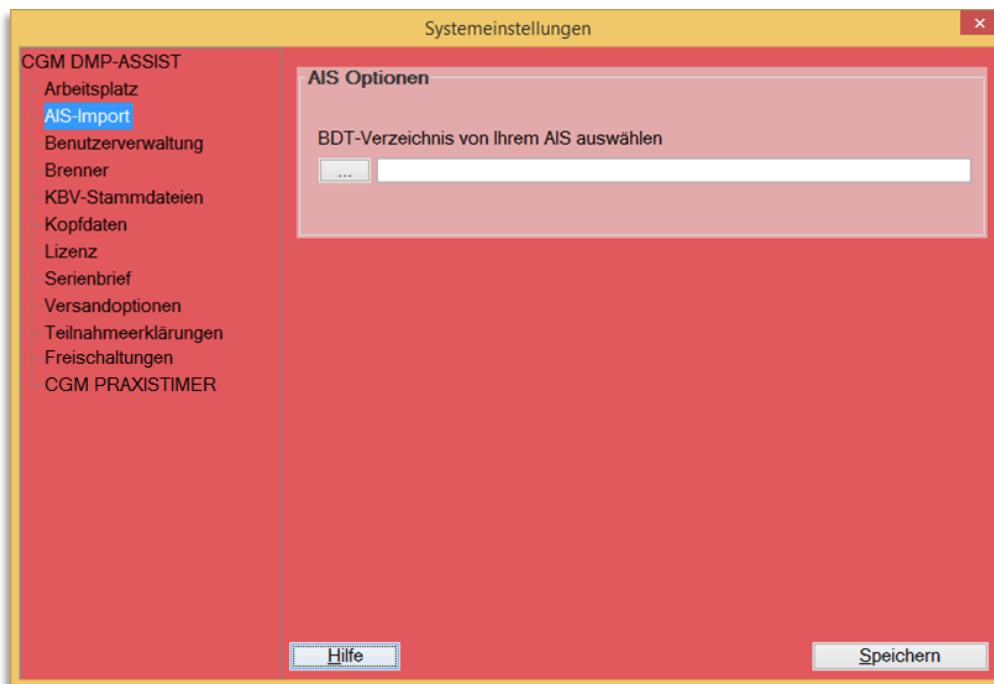 Systemeinstellungen
×
CGM DMP-ASSIST
Arbeitsplatz
AIS-Import
Benutzerverwaltung
Brenner
KBV-Stammdateien
Kopfdaten
Lizenz
Serienbrief
Versandoptionen
Teilnahmeerklärungen
Freischaltungen
CGM PRAXISTIMER
AIS Optionen
BDT-Verzeichnis von Ihrem AIS auswählen
...
Hilfe
Speichern